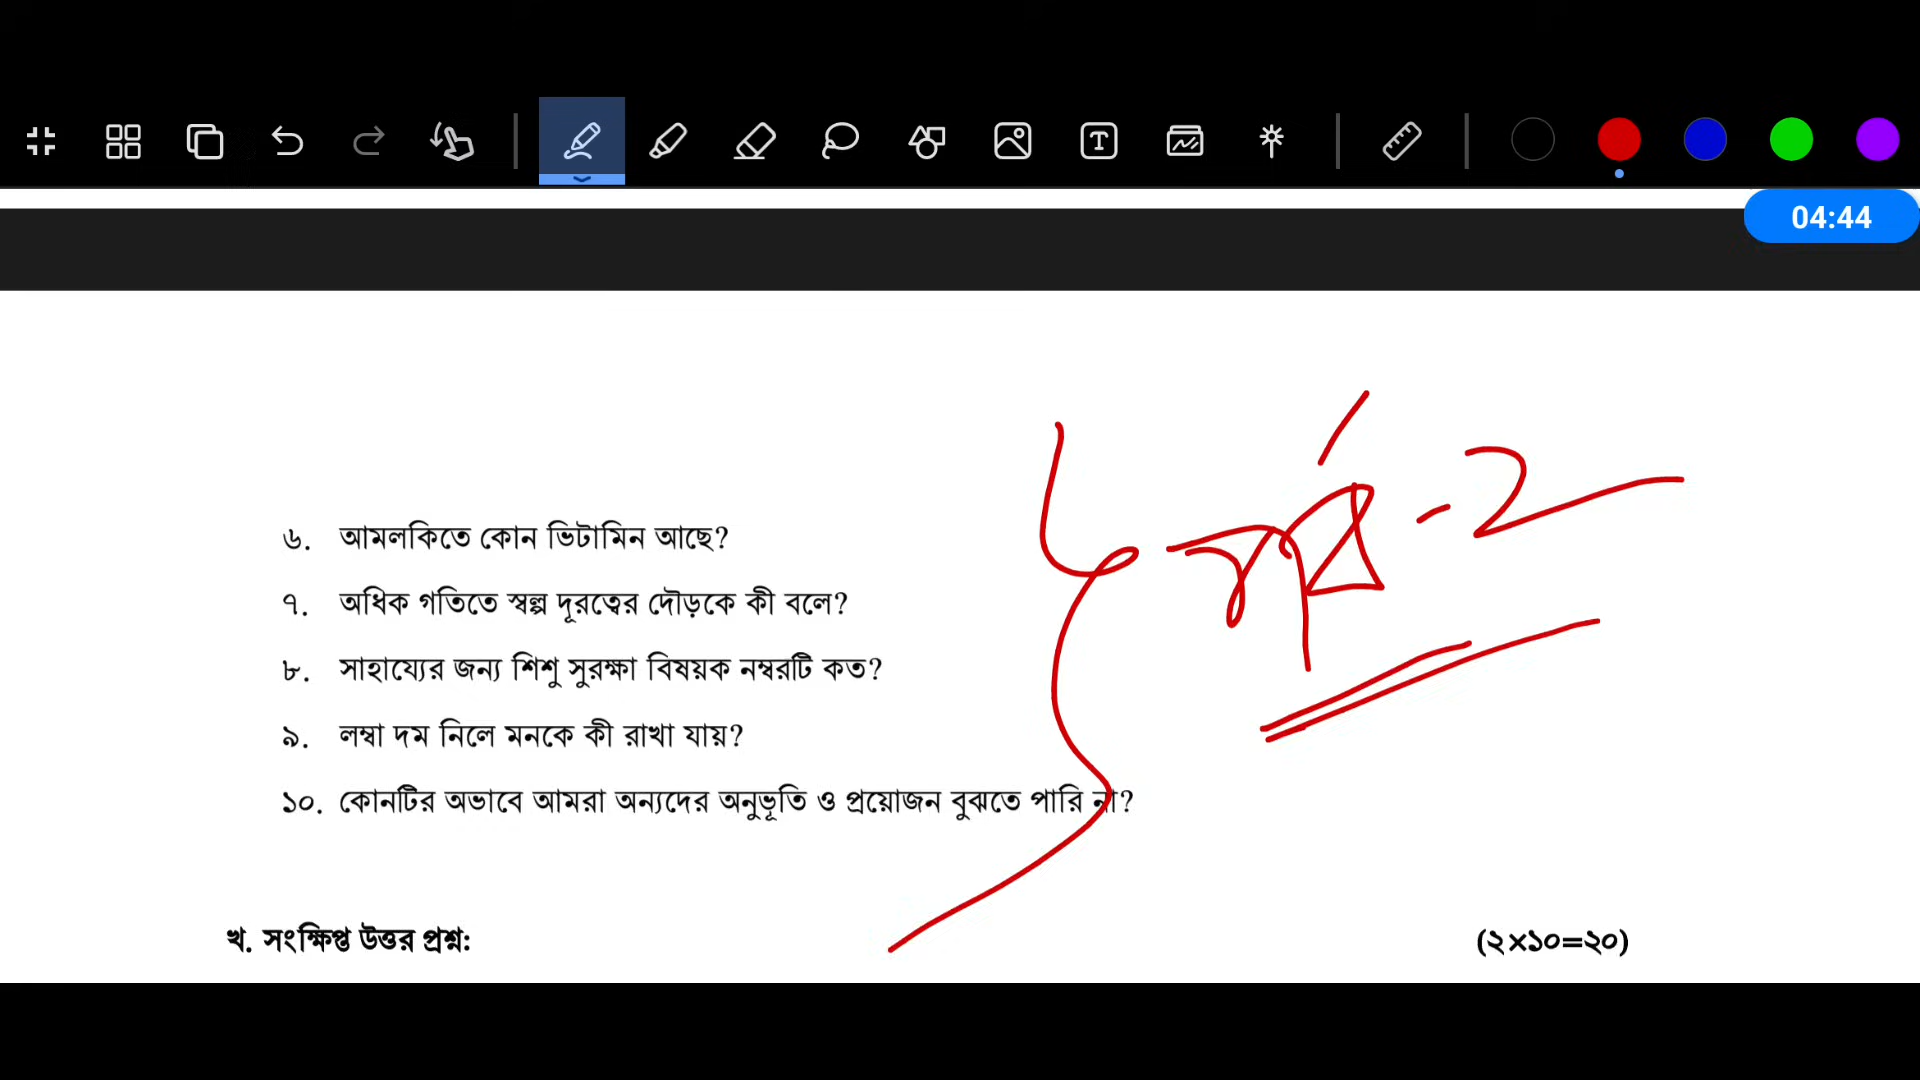 04:44
৬. আমলকিতে কোন ভিটামিন আছে?
৭. অধিক গতিতে স্বল্প দূরত্বের দৌড়কে কী বলে?
৮. সাহায্যের জন্য শিশু সুরক্ষা বিষয়ক নম্বরটি কত?
৯. লম্বা দম নিলে মনকে কী রাখা যায়?
১০. কোনটির অভাবে আমরা অন্যদের অনুভূতি ও প্রয়োজন বুঝতে পারি না?
খ. সংক্ষিপ্ত উত্তর প্রশ্ন: (২×১০=২০)